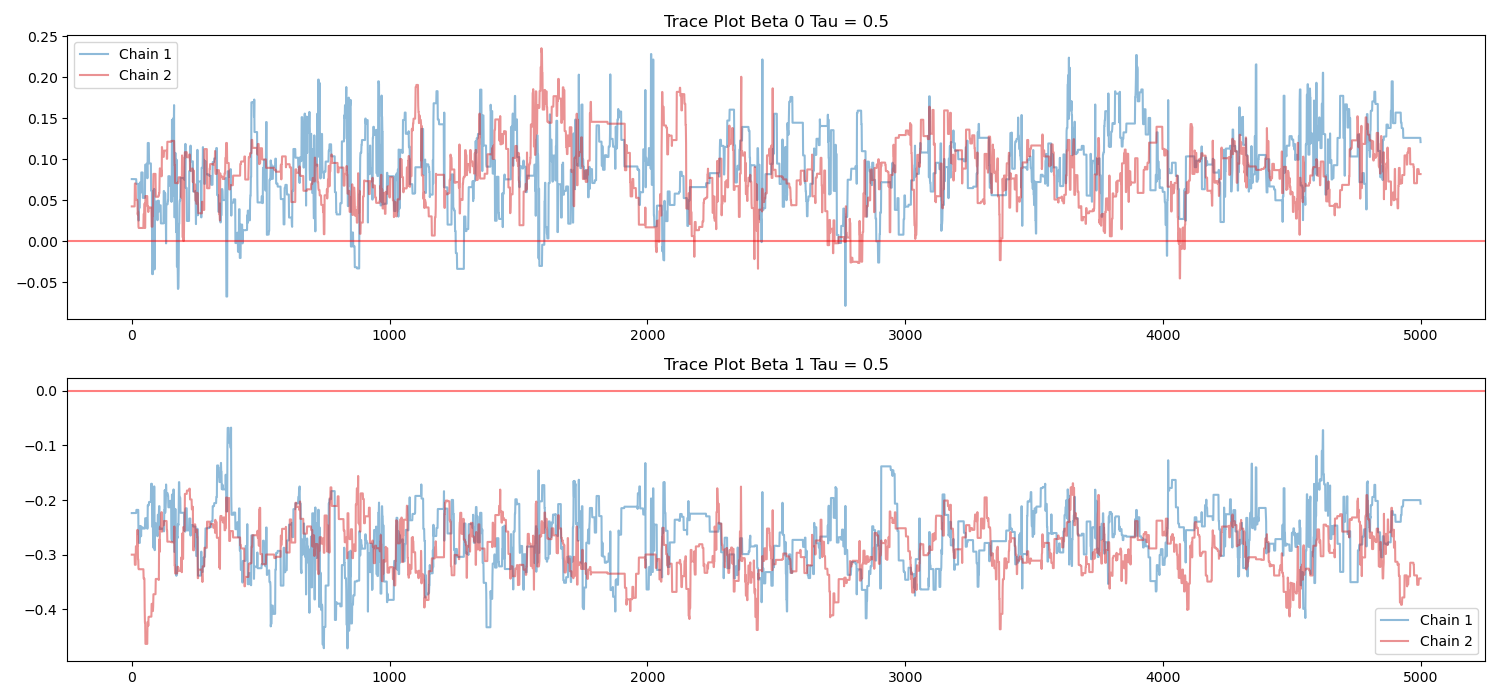 Trace Plot Beta 0 Tau = 0.5
0.25
0.20
0.15
0.10
0.05
0.00
−0.05
Chain 1
Chain 2
0 1000 2000 3000 4000 5000
Trace Plot Beta 1 Tau = 0.5
0.0
−0.1
−0.2
−0.3
−0.4
Chain 1
Chain 2
0 1000 2000 3000 4000 5000